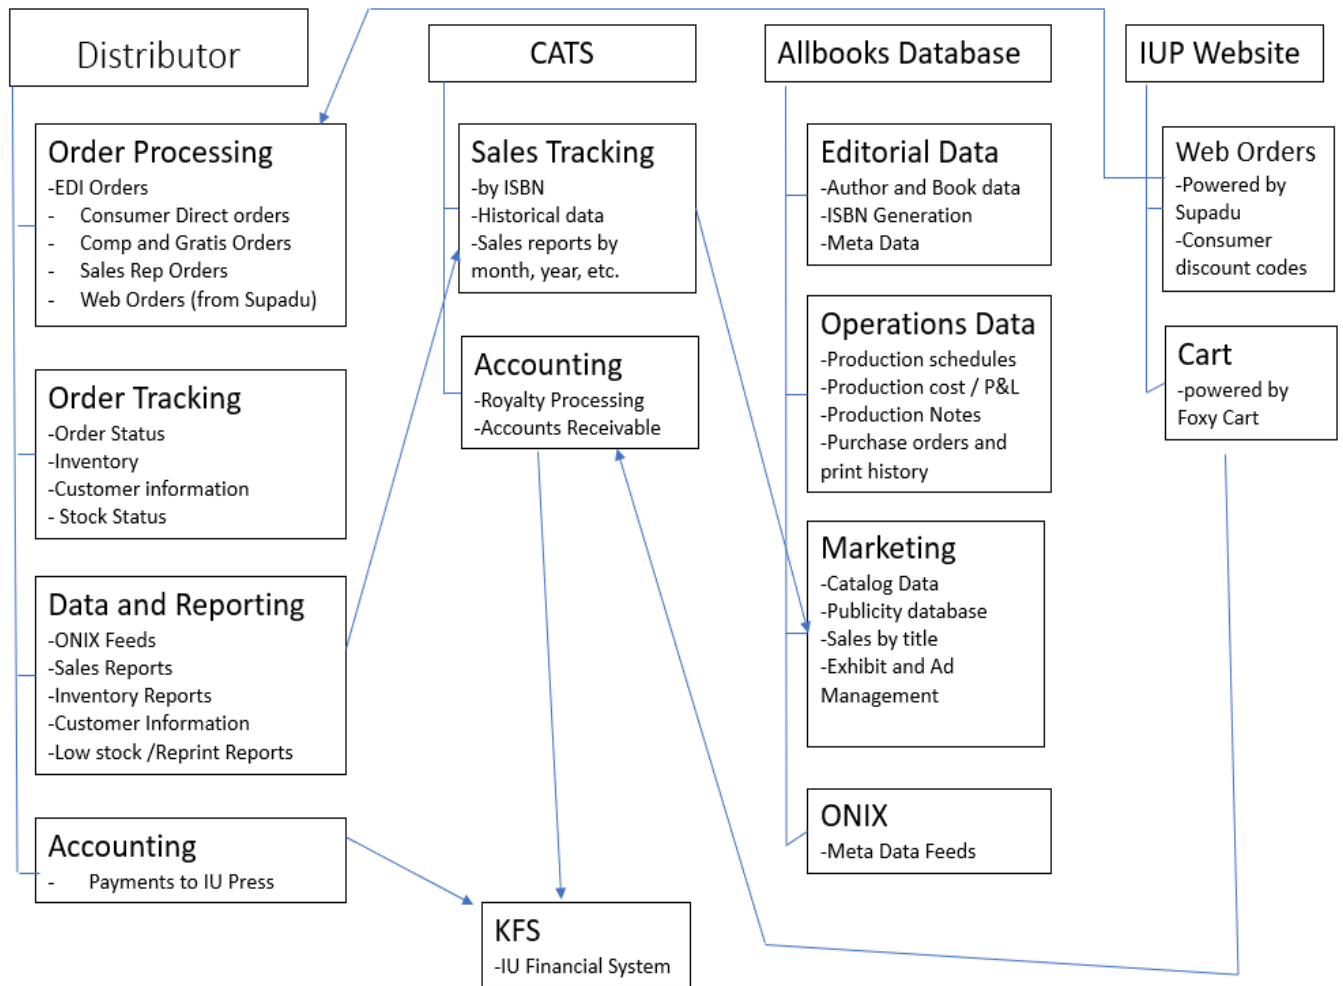 Distributor
Order Processing
-EDI Orders
- Consumer Direct orders
- Comp and Gratis Orders
- Sales Rep Orders
- Web Orders (from Supadu)
Order Tracking
-Order Status
-Inventory
-Customer information
- Stock Status
Data and Reporting
-ONIX Feeds
-Sales Reports
-Inventory Reports
-Customer Information
-Low stock /Reprint Reports
Accounting
- Payments to IU Press
CATS
Sales Tracking
-by ISBN
-Historical data
-Sales reports by
month, year, etc.
Accounting
-Royalty Processing
-Accounts Receivable
KFS
-IU Financial System
Allbooks Database
Editorial Data
-Author and Book data
-ISBN Generation
-Meta Data
Operations Data
-Production schedules
-Production cost / P&L
-Production Notes
-Purchase orders and
print history
Marketing
-Catalog Data
-Publicity database
-Sales by title
-Exhibit and Ad
Management
ONIX
-Meta Data Feeds
IUP Website
Web Orders
-Powered by
Supadu
-Consumer
discount codes
Cart
-powered by
Foxy Cart